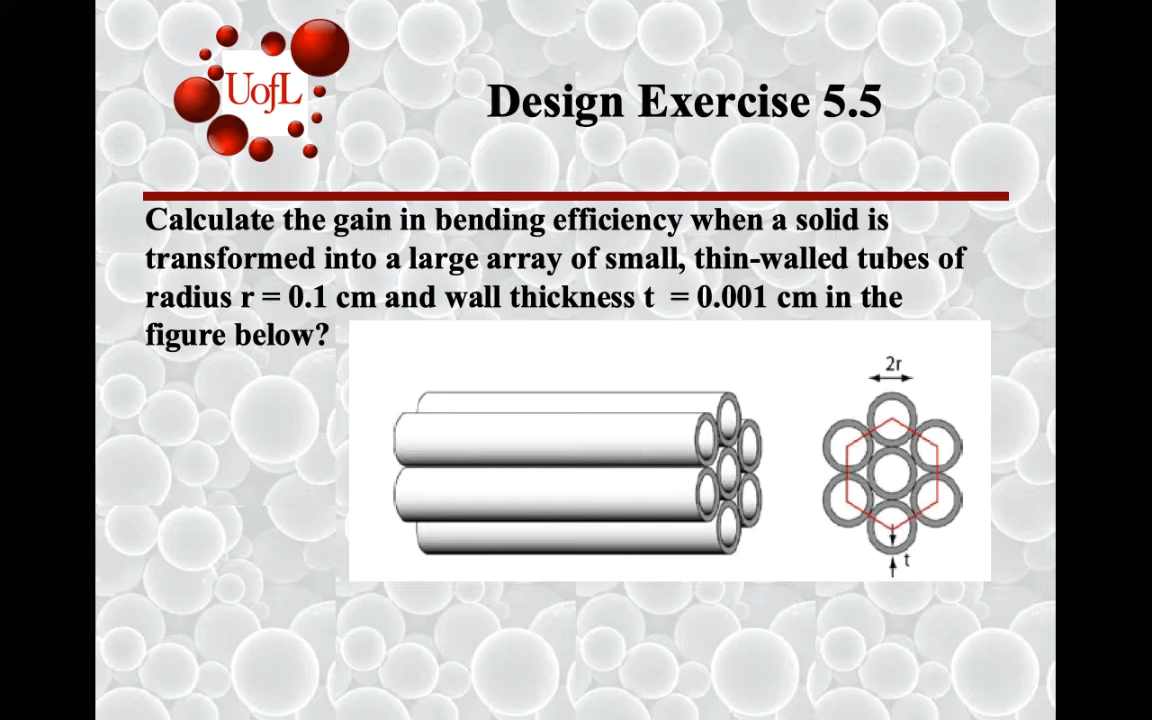 UofL
Design Exercise 5.5
Calculate the gain in bending efficiency when a solid is
transformed into a large array of small, thin-walled tubes of
radius r = 0.1 cm and wall thickness t = 0.001 cm in the
figure below?
2r
t